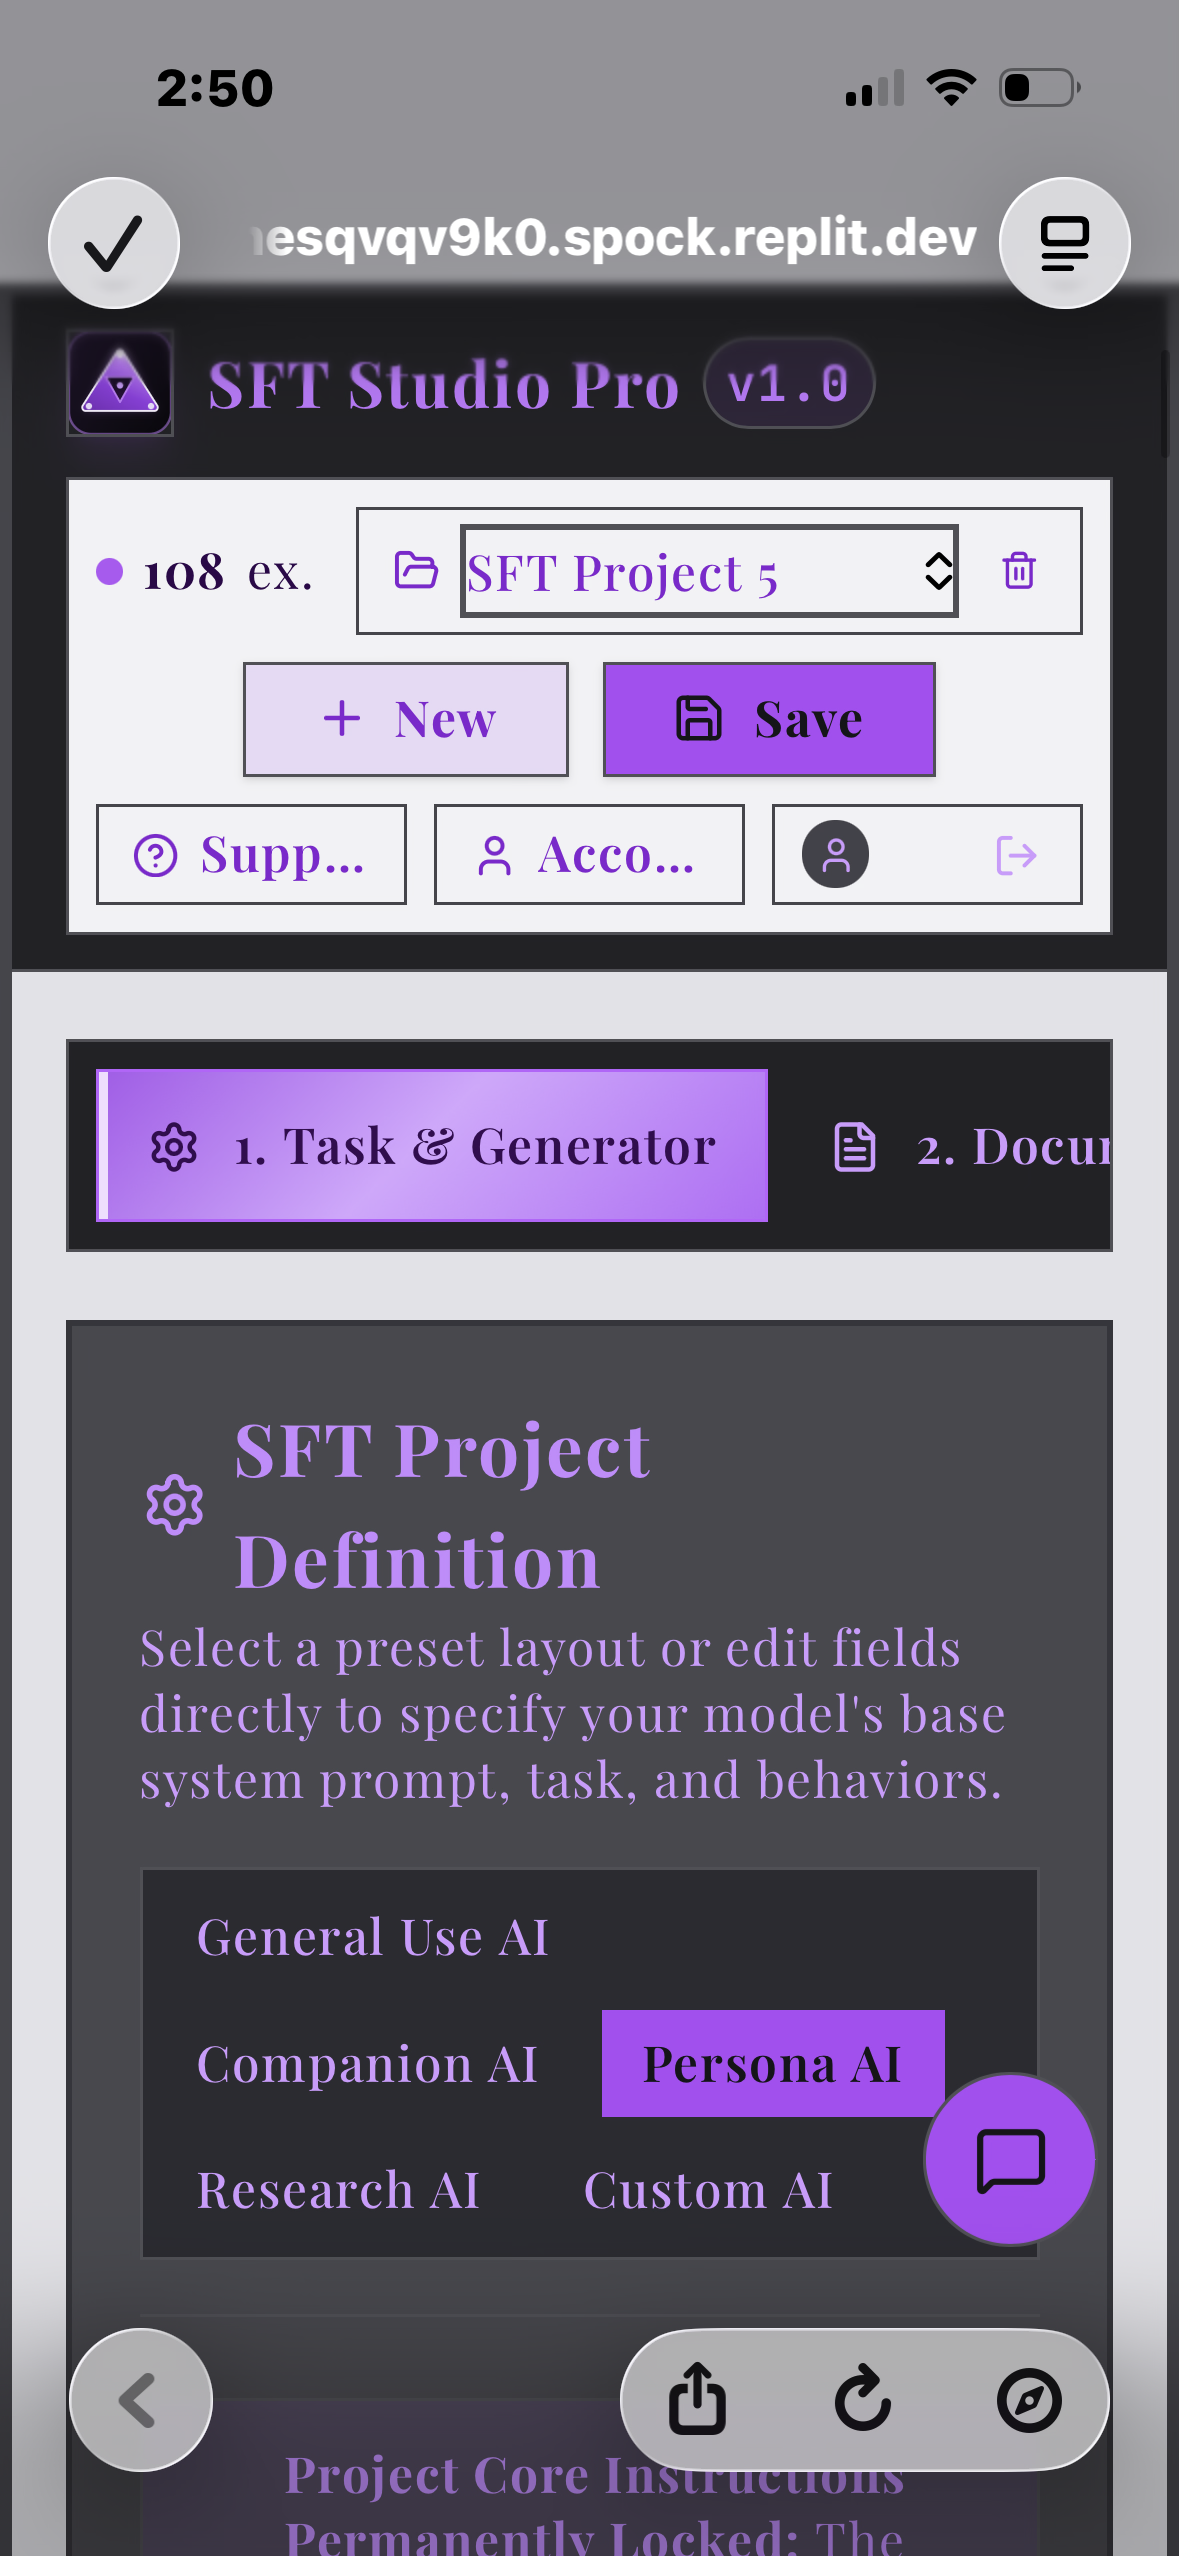 2:50
esqvqv9k0.spock.replit.dev
SFT Studio Pro v1.0
108 ex.
SFT Project 5
New
Save
Supp...
Acco...
1. Task & Generator
2. Docu
SFT Project
Definition
Select a preset layout or edit fields
directly to specify your model's base
system prompt, task, and behaviors.
General Use AI
Companion AI
Persona AI
Research AI
Custom AI
Project Core Instructions
Permanently Locked: The